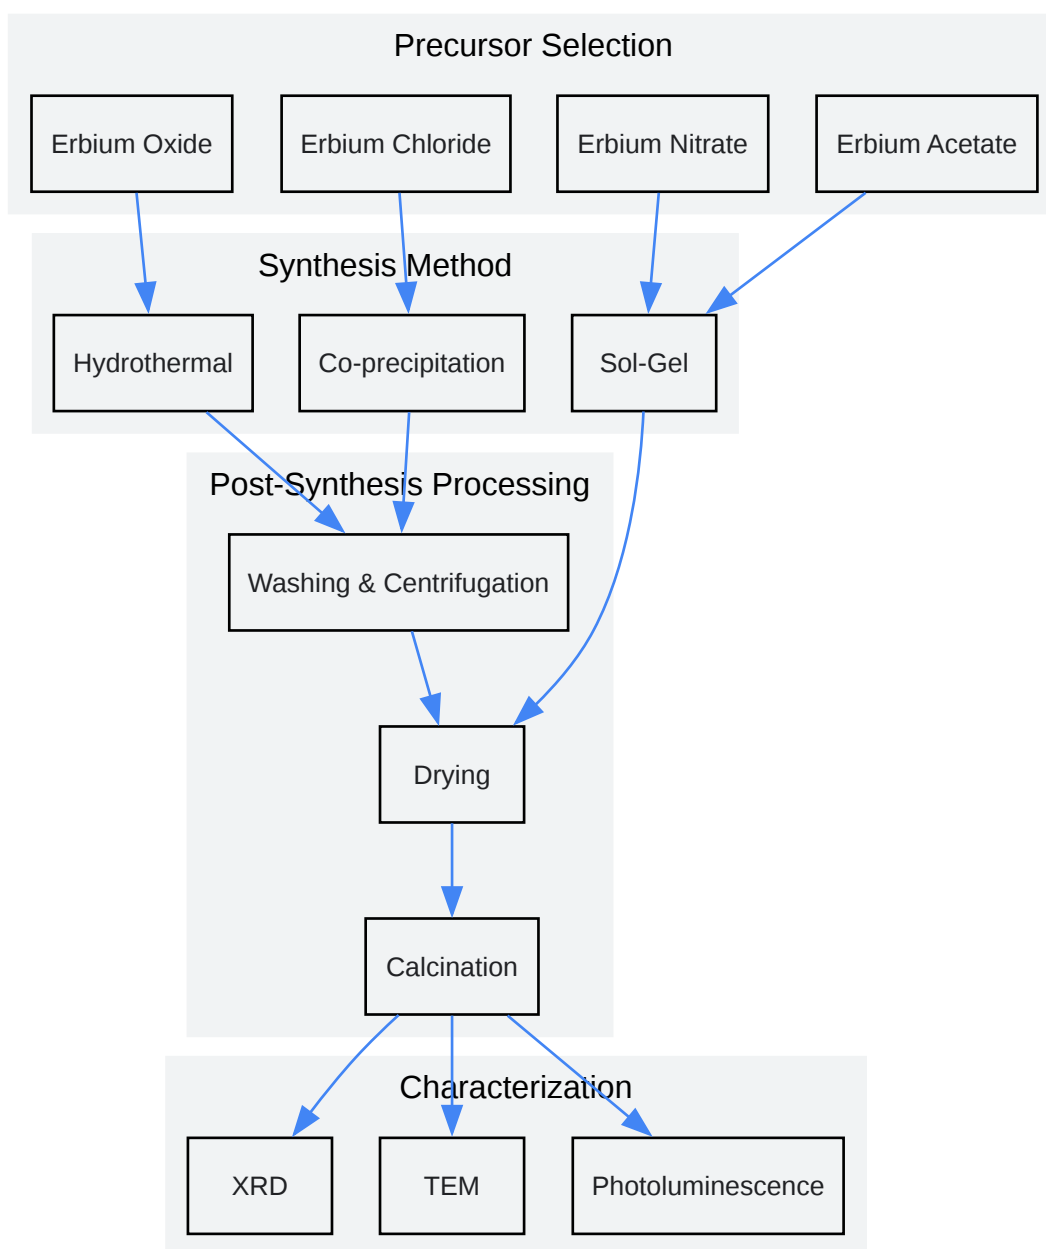 Precursor Selection
Erbium Oxide
Erbium Chloride
Erbium Nitrate
Erbium Acetate
Synthesis Method
Hydrothermal
Co-precipitation
Sol-Gel
Post-Synthesis Processing
Washing & Centrifugation
Drying
Calcination
Characterization
XRD
TEM
Photoluminescence